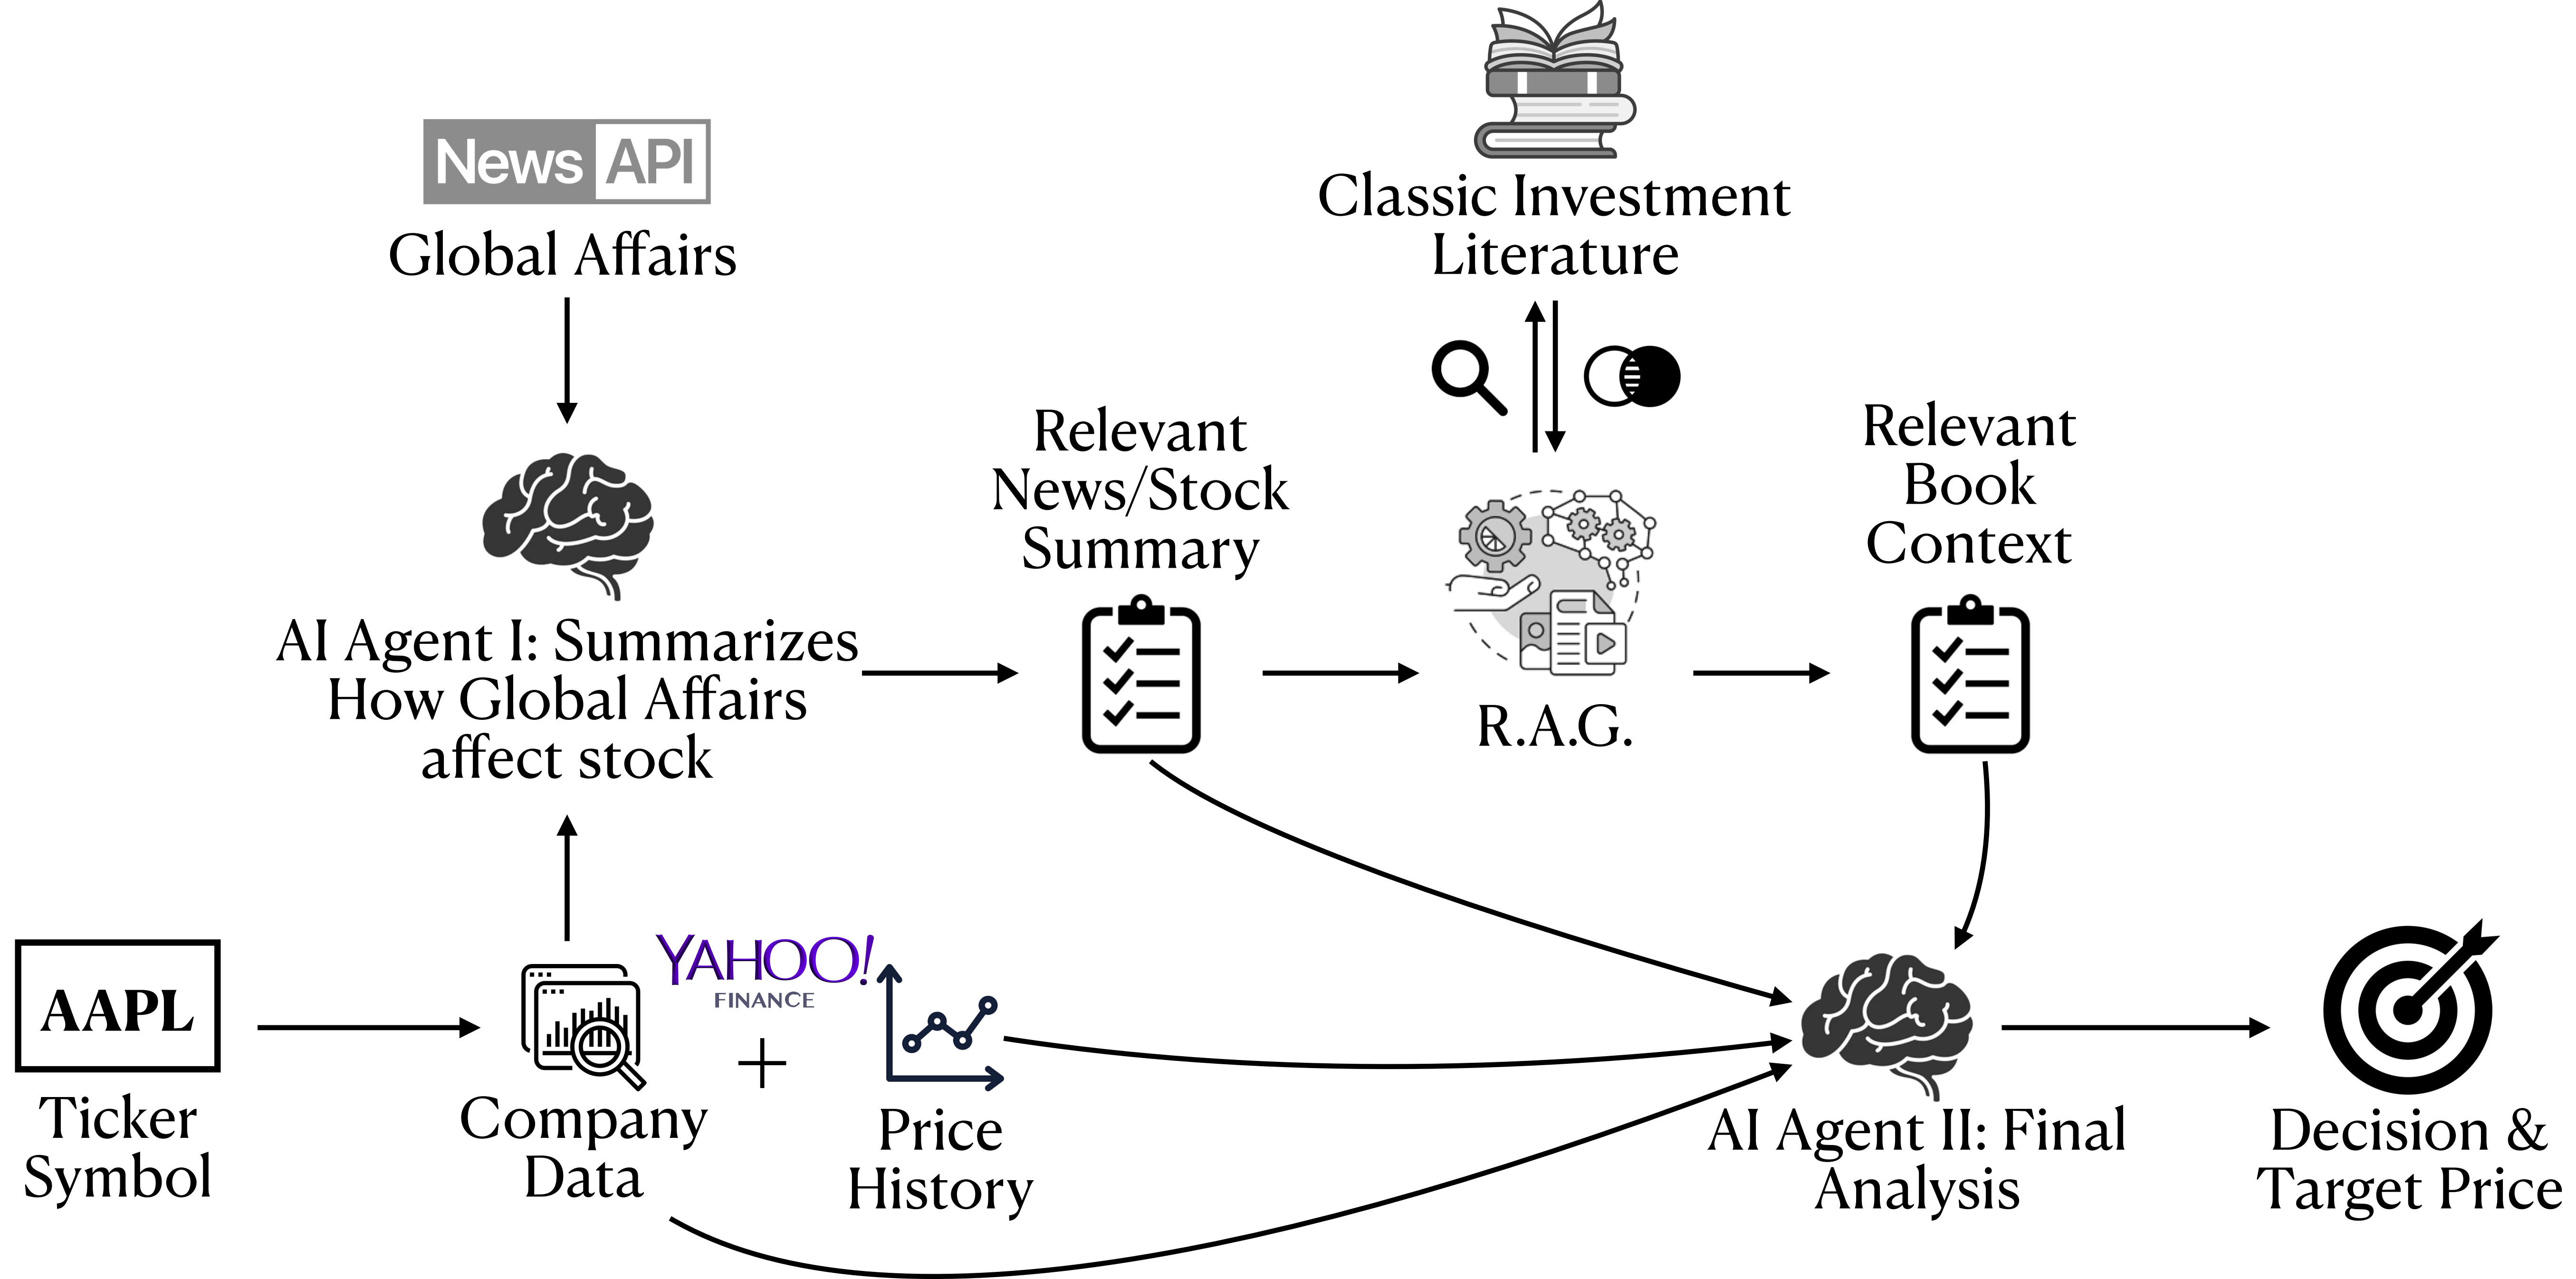 News API
Global Affairs
Classic Investment
Literature
Relevant
News/Stock
Summary
Relevant
Book
Context
AI Agent I: Summarizes
How Global Affairs
affect stock
R.A.G.
AAPL
Ticker
Symbol
YAHOO!
FINANCE
+
Company
Data
Price
History
AI Agent II: Final
Analysis
Decision &
Target Price